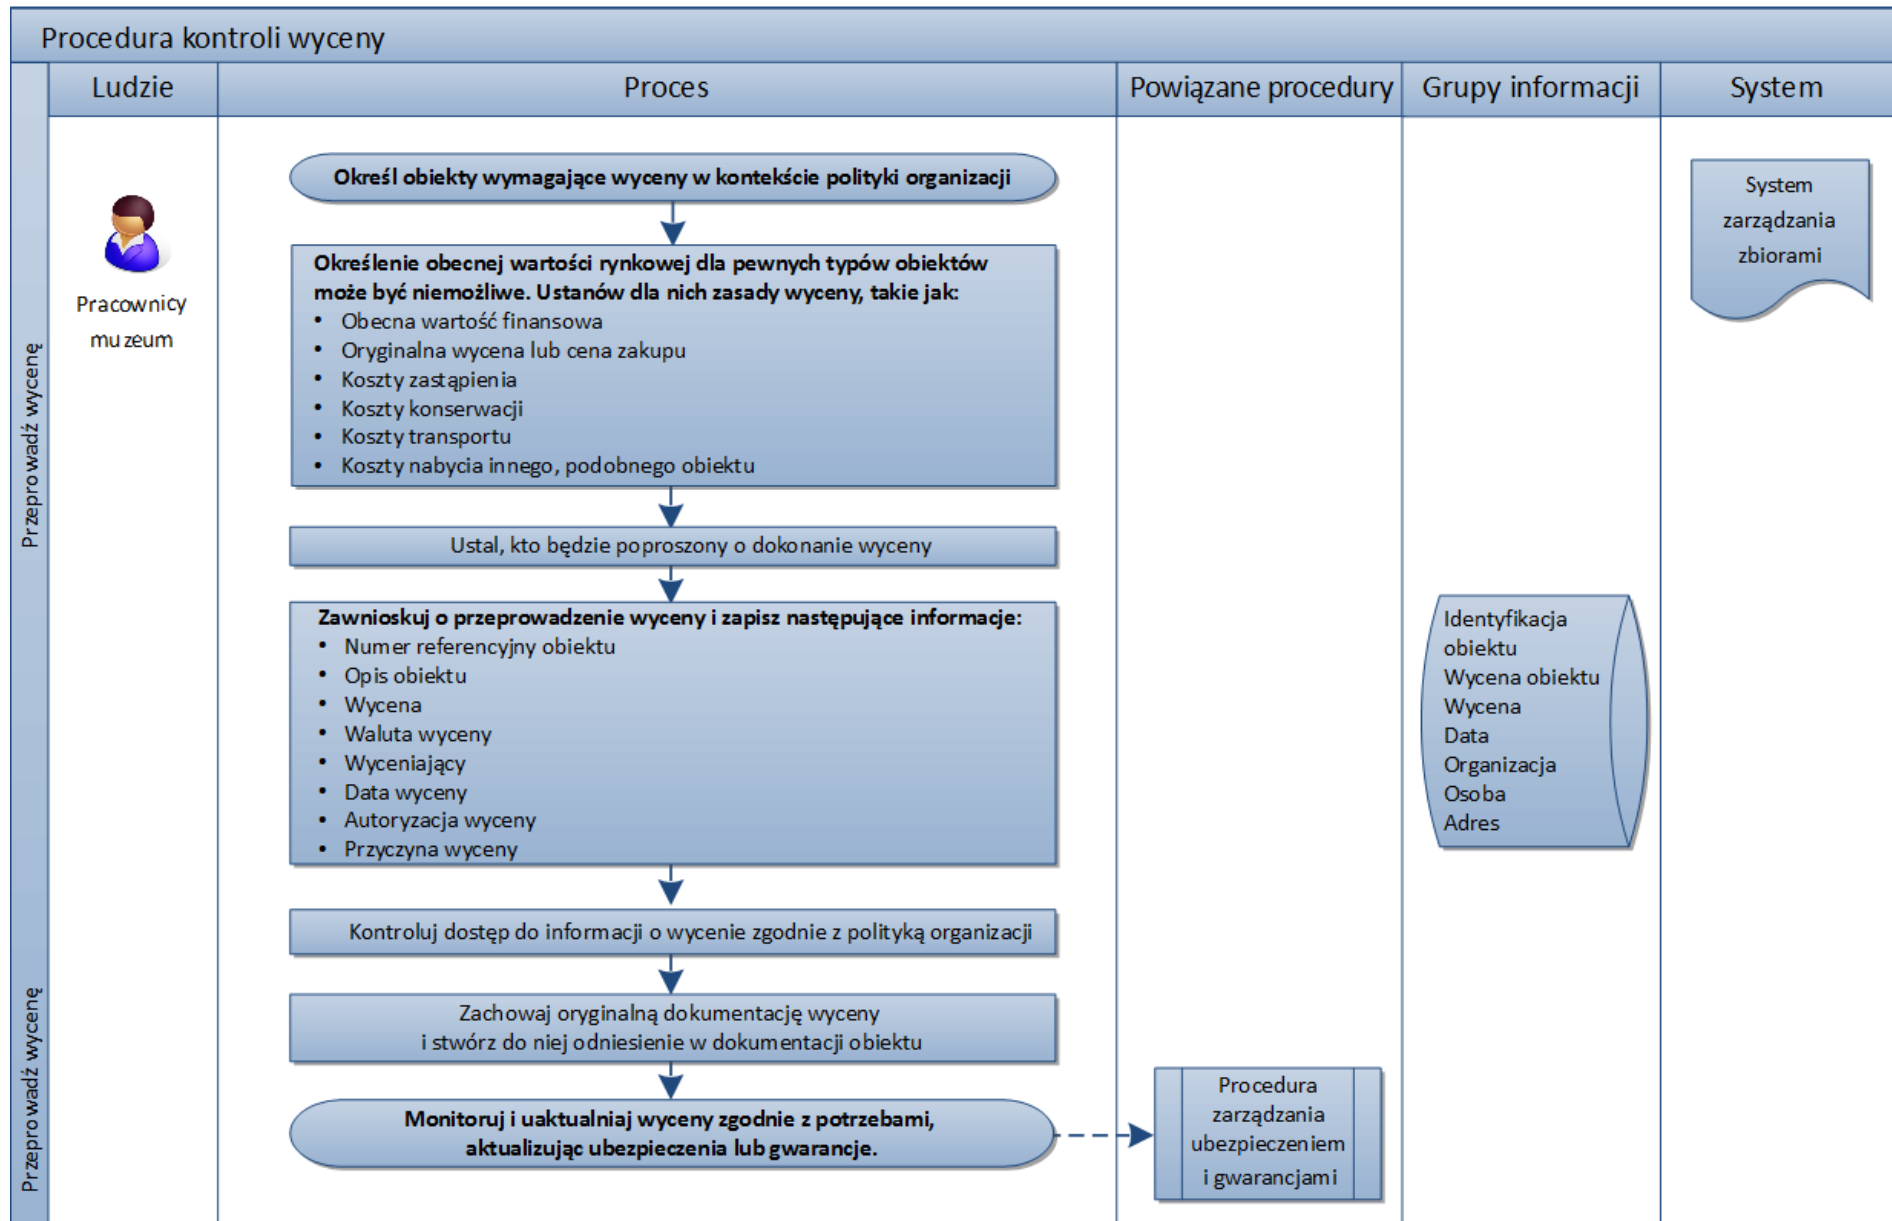 Procedura kontroli wyceny
Ludzie
Proces
Powiązane procedury
Grupy informacji
System
Przeprowadź wycenę
Przeprowadź wycenę
Pracownicy
muzeum
Określ obiekty wymagające wyceny w kontekście polityki organizacji
Określenie obecnej wartości rynkowej dla pewnych typów obiektów
może być niemożliwe. Ustanów dla nich zasady wyceny, takie jak:
• Obecna wartość finansowa
• Oryginalna wycena lub cena zakupu
• Koszty zastąpienia
• Koszty konserwacji
• Koszty transportu
• Koszty nabycia innego, podobnego obiektu
Ustal, kto będzie poproszony o dokonanie wyceny
Zawnioskuj o przeprowadzenie wyceny i zapisz następujące informacje:
• Numer referencyjny obiektu
• Opis obiektu
• Wycena
• Waluta wyceny
• Wyceniający
• Data wyceny
• Autoryzacja wyceny
• Przyczyna wyceny
Kontroluj dostęp do informacji o wycenie zgodnie z polityką organizacji
Zachowaj oryginalną dokumentację wyceny
i stwórz do niej odniesienie w dokumentacji obiektu
Monitoruj i uaktualniaj wyceny zgodnie z potrzebami,
aktualizując ubezpieczenia lub gwarancje.
Procedura
zarządzania
ubezpieczeniem
i gwarancjami
Identyfikacja
obiektu
Wycena obiektu
Wycena
Data
Organizacja
Osoba
Adres
System
zarządzania
zbiorami